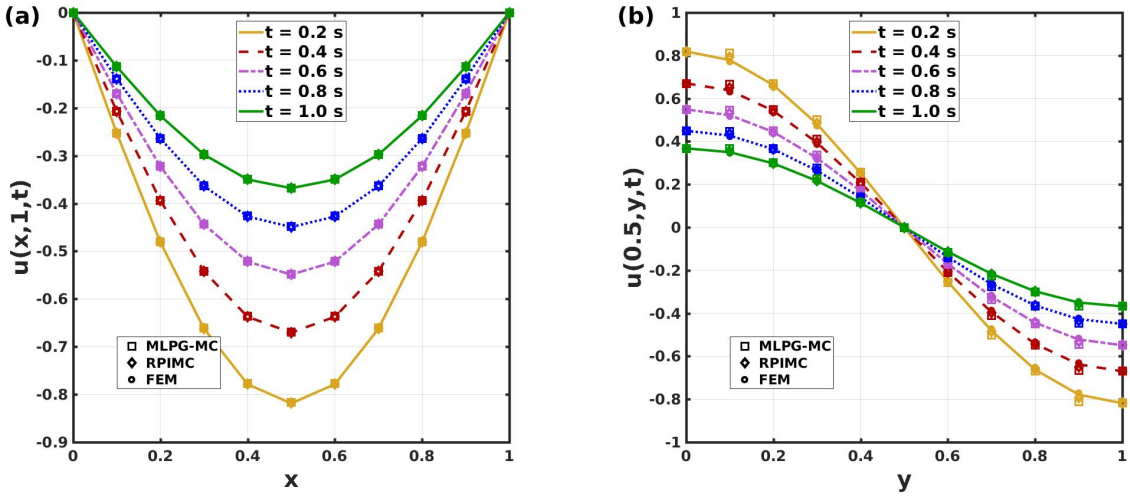 (a)
0
-0.1
-0.2
-0.3
-0.4
-0.5
-0.6
-0.7
-0.8
-0.9
u(x,1,t)
t = 0.2 s
t = 0.4 s
t = 0.6 s
t = 0.8 s
t = 1.0 s
MLPG-MC
RPIMC
FEM
0 0.2 0.4 0.6 0.8 1
x
(b)
1
0.8
0.6
0.4
0.2
0
-0.2
-0.4
-0.6
-0.8
-1
u(0.5,y,t)
t = 0.2 s
t = 0.4 s
t = 0.6 s
t = 0.8 s
t = 1.0 s
MLPG-MC
RPIMC
FEM
0 0.2 0.4 0.6 0.8 1
y